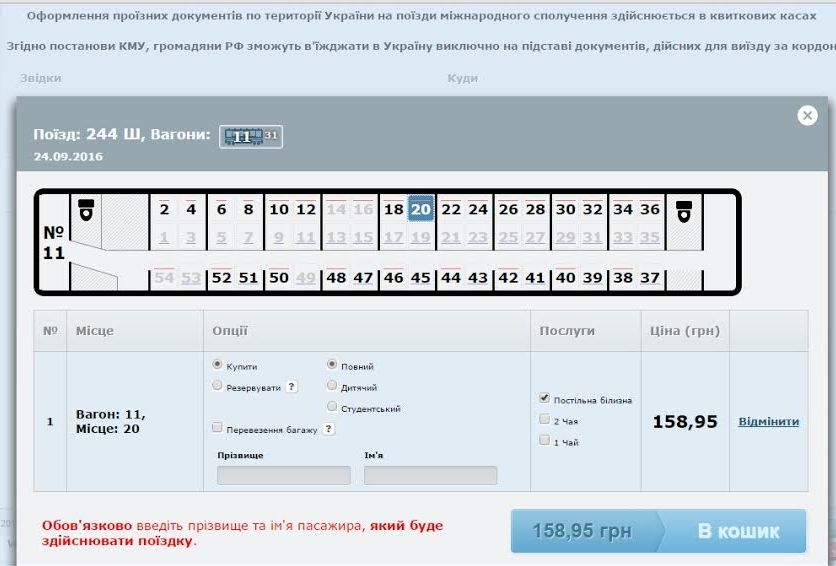 Оформлення проїзних документів по території України на поїзди міжнародного сполучення здійснюється в квиткових касах
Згідно постанови КМУ, громадяни РФ зможуть в'їжджати в Україну виключно на підставі документів, дійсних для виїзду за кордон
Звідки Куди
Поїзд: 244 Ш, Вагони: 11 31
24.09.2016
2 4 6 8 10 12 14 16 18 20 22 24 26 28 30 32 34 36
№ 11
1 3 5 7 9 11 13 15 17 19 21 23 25 27 29 31 33 35
54 53 52 51 50 49 48 47 46 45 44 43 42 41 40 39 38 37
№ Місце Опції Послуги Ціна (грн)
Купити Повний
Резервувати ? Дитячий
Студентський
Перевезення багажу ?
Прізвище Ім'я
1 Вагон: 11,
Місце: 20
Постільна білизна
2 Чая
1 Чай
158,95 Відмінити
Обов'язково введіть прізвище та ім'я пасажира, який буде
здійснювати поїздку.
158,95 грн В кошик